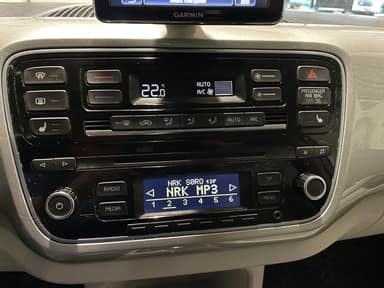 GARMIN
22.0
AUTO
A/C
PASSENGER
AIR BAG
AUTO A/C
RADIO
MEDIA
NRK SØRO
NRK MP3
1 2 3 4 5 6
MENU